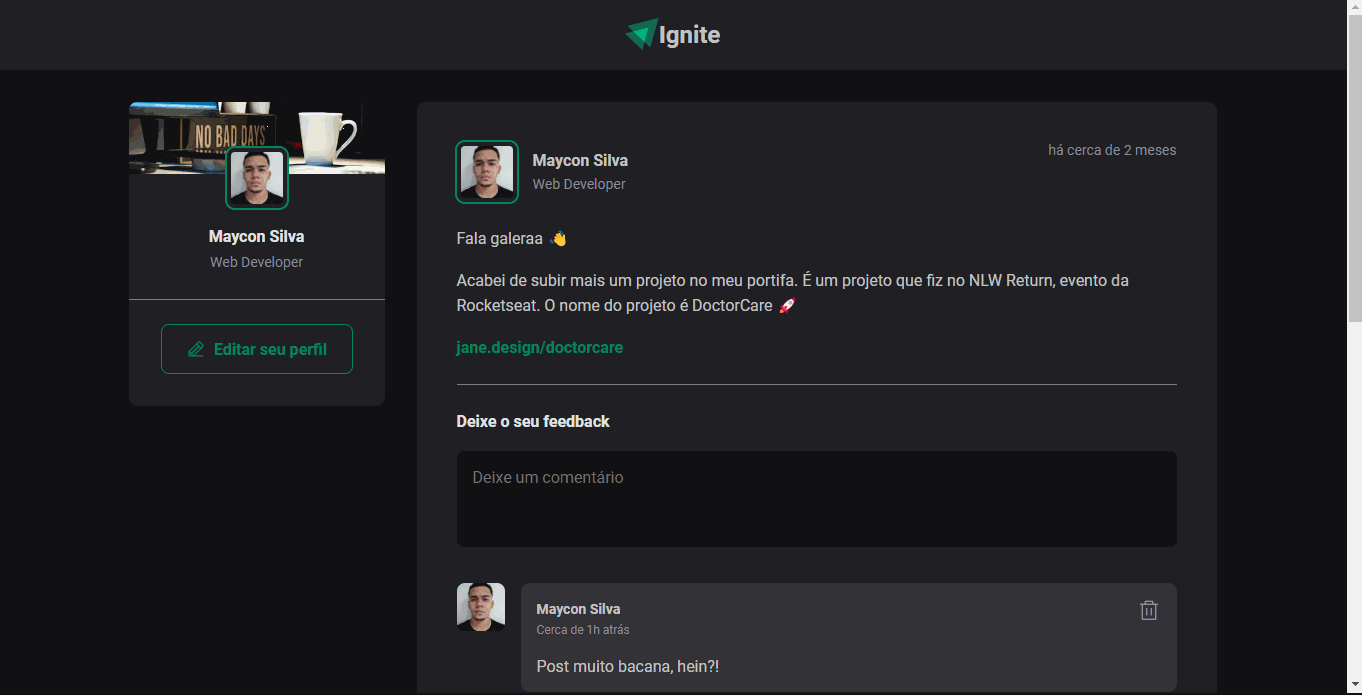 Ignite
NO BAD DAYS
Maycon Silva
Web Developer
Editar seu perfil
Maycon Silva
Web Developer
há cerca de 2 meses
Fala galeraa 👋
Acabei de subir mais um projeto no meu portifa. É um projeto que fiz no NLW Return, evento da
Rocketseat. O nome do projeto é DoctorCare 🚀
jane.design/doctorcare
Deixe o seu feedback
Deixe um comentário
Maycon Silva
Cerca de 1h atrás
Post muito bacana, hein?!